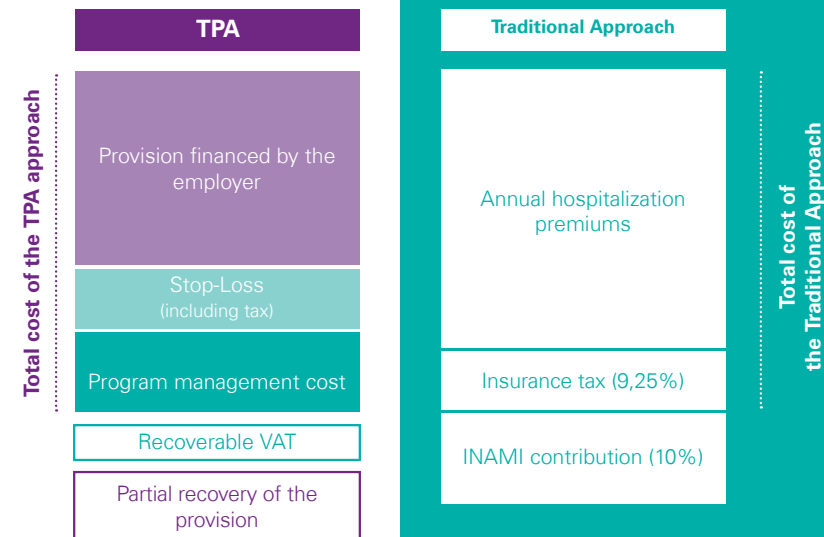 TPA
Total cost of the TPA approach
Provision financed by the
employer
Stop-Loss
(including tax)
Program management cost
Recoverable VAT
Partial recovery of the
provision
Traditional Approach
Annual hospitalization
premiums
Insurance tax (9,25%)
INAMI contribution (10%)
Total cost of
the Traditional Approach